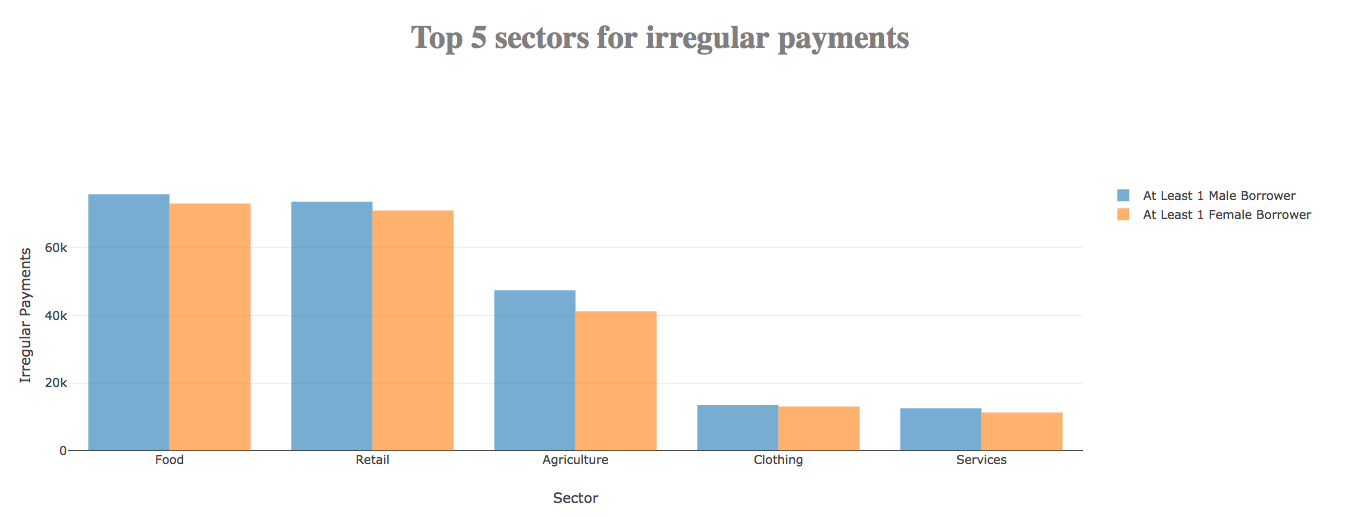 Top 5 sectors for irregular payments
At Least 1 Male Borrower
At Least 1 Female Borrower
Irregular Payments
60k
40k
20k
0
Food Retail Agriculture Clothing Services
Sector